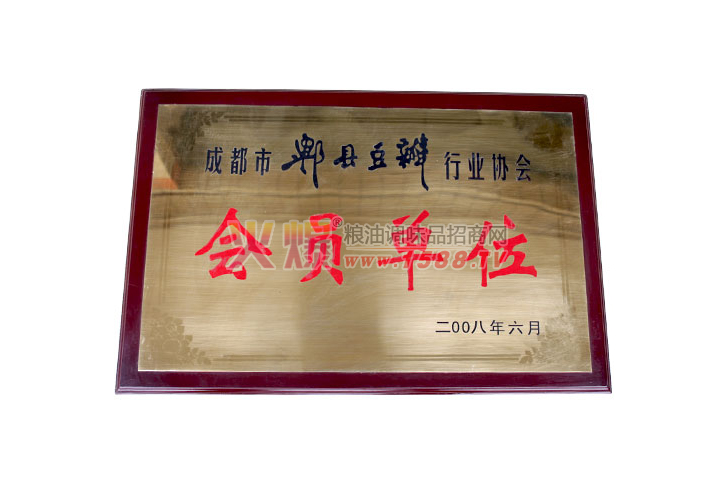 成都市郫县豆瓣行业协会
会员单位
粮油调味品招商网
二00八年六月